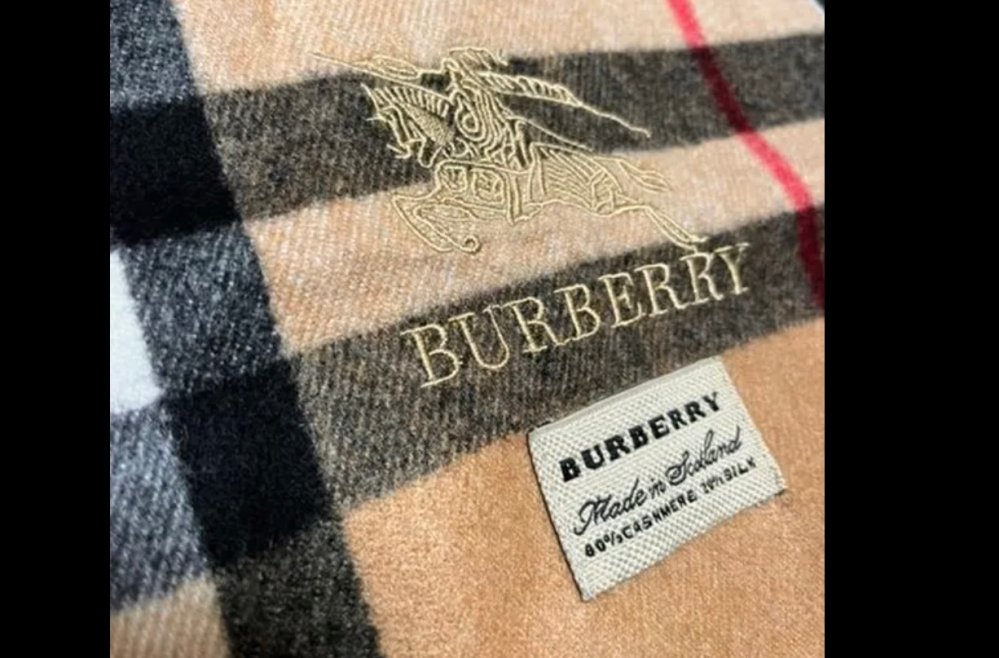 BURBERRY
BURBERRY
Made in Scotland
80%CASHMERE 20%SILK